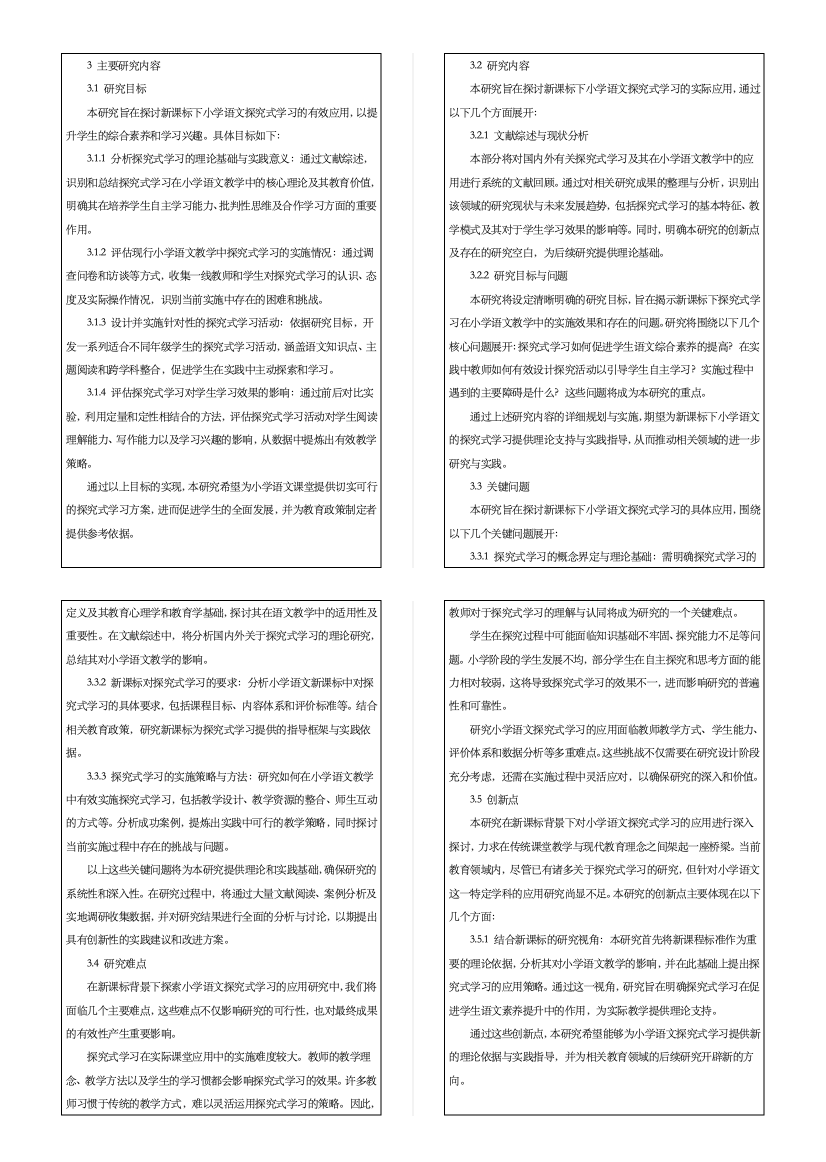 3 主要研究内容
3.1 研究目标
本研究旨在探讨新课标下小学语文探究式学习的有效应用，以提
升学生的综合素养和学习兴趣。具体目标如下：
3.1.1 分析探究式学习的理论基础与实践意义：通过文献综述，
识别和总结探究式学习在小学语文教学中的核心理论及其教育价值，
明确其在培养学生自主学习能力、批判性思维及合作学习方面的重要
作用。
3.1.2 评估现行小学语文教学中探究式学习的实施情况：通过调
查问卷和访谈等方式，收集一线教师和学生对探究式学习的认识、态
度及实际操作情况，识别当前实施中存在的困难和挑战。
3.1.3 设计并实施针对性的探究式学习活动：依据研究目标，开
发一系列适合不同年级学生的探究式学习活动，涵盖语文知识点、主
题阅读和跨学科整合，促进学生在实践中主动探索和学习。
3.1.4 评估探究式学习对学生学习效果的影响：通过前后对比实
验，利用定量和定性相结合的方法，评估探究式学习活动对学生阅读
理解能力、写作能力以及学习兴趣的影响，从数据中提炼出有效教学
策略。
通过以上目标的实现，本研究希望为小学语文课堂提供切实可行
的探究式学习方案，进而促进学生的全面发展，并为教育政策制定者
提供参考依据。
3.2 研究内容
本研究旨在探讨新课标下小学语文探究式学习的实际应用，通过
以下几个方面展开：
3.2.1 文献综述与现状分析
本部分将对国内外有关探究式学习及其在小学语文教学中的应
用进行系统的文献回顾。通过对相关研究成果的整理与分析，识别出
该领域的研究现状与未来发展趋势，包括探究式学习的基本特征、教
学模式及其对于学生学习效果的影响等。同时，明确本研究的创新点
及存在的研究空白，为后续研究提供理论基础。
3.2.2 研究目标与问题
本研究将设定清晰明确的研究目标，旨在揭示新课标下探究式学
习在小学语文教学中的实施效果和存在的问题。研究将围绕以下几个
核心问题展开：探究式学习如何促进学生语文综合素养的提高？在实
践中教师如何有效设计探究活动以引导学生自主学习？实施过程中
遇到的主要障碍是什么？这些问题将成为本研究的重点。
通过上述研究内容的详细规划与实施，期望为新课标下小学语文
的探究式学习提供理论支持与实践指导，从而推动相关领域的进一步
研究与实践。
3.3 关键问题
本研究旨在探讨新课标下小学语文探究式学习的具体应用，围绕
以下几个关键问题展开：
3.3.1 探究式学习的概念界定与理论基础：需明确探究式学习的
定义及其教育心理学和教育学基础，探讨其在语文教学中的适用性及
重要性。在文献综述中，将分析国内外关于探究式学习的理论研究，
总结其对小学语文教学的影响。
3.3.2 新课标对探究式学习的要求：分析小学语文新课标中对探
究式学习的具体要求，包括课程目标、内容体系和评价标准等。结合
相关教育政策，研究新课标为探究式学习提供的指导框架与实践依
据。
3.3.3 探究式学习的实施策略与方法：研究如何在小学语文教学
中有效实施探究式学习，包括教学设计、教学资源的整合、师生互动
的方式等。分析成功案例，提炼出实践中可行的教学策略，同时探讨
当前实施过程中存在的挑战与问题。
以上这些关键问题将为本研究提供理论和实践基础，确保研究的
系统性和深入性。在研究过程中，将通过大量文献阅读、案例分析及
实地调研收集数据，并对研究结果进行全面的分析与讨论，以期提出
具有创新性的实践建议和改进方案。
3.4 研究难点
在新课标背景下探索小学语文探究式学习的应用研究中，我们将
面临几个主要难点，这些难点不仅影响研究的可行性，也对最终成果
的有效性产生重要影响。
探究式学习在实际课堂应用中的实施难度较大。教师的教学理
念、教学方法以及学生的学习惯都会影响探究式学习的效果。许多教
师习惯于传统的教学方式，难以灵活运用探究式学习的策略。因此，
教师对于探究式学习的理解与认同将成为研究的一个关键难点。
学生在探究过程中可能面临知识基础不牢固、探究能力不足等问
题。小学阶段的学生发展不均，部分学生在自主探究和思考方面的能
力相对较弱，这将导致探究式学习的效果不一，进而影响研究的普遍
性和可靠性。
研究小学语文探究式学习的应用面临教师教学方式、学生能力、
评价体系和数据分析等多重难点。这些挑战不仅需要在研究设计阶段
充分考虑，还需在实施过程中灵活应对，以确保研究的深入和价值。
3.5 创新点
本研究在新课标背景下对小学语文探究式学习的应用进行深入
探讨，力求在传统课堂教学与现代教育理念之间架起一座桥梁。当前
教育领域内，尽管已有诸多关于探究式学习的研究，但针对小学语文
这一特定学科的应用研究尚显不足。本研究的创新点主要体现在以下
几个方面：
3.5.1 结合新课标的研究视角：本研究首先将新课程标准作为重
要的理论依据，分析其对小学语文教学的影响，并在此基础上提出探
究式学习的应用策略。通过这一视角，研究旨在明确探究式学习在促
进学生语文素养提升中的作用，为实际教学提供理论支持。
通过这些创新点，本研究希望能够为小学语文探究式学习提供新
的理论依据与实践指导，并为相关教育领域的后续研究开辟新的方
向。